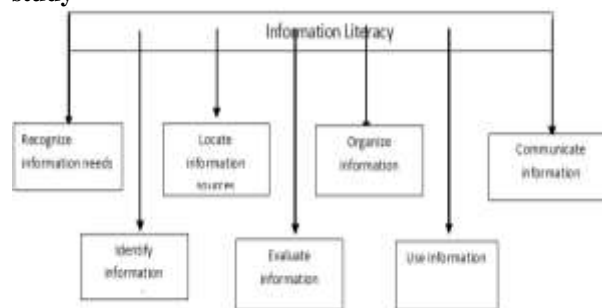 study
Information Literacy
Recognize
information needs
Locate
information
sources
Organize
information
Communicate
information
Identify
information
Evaluate
information
Use information